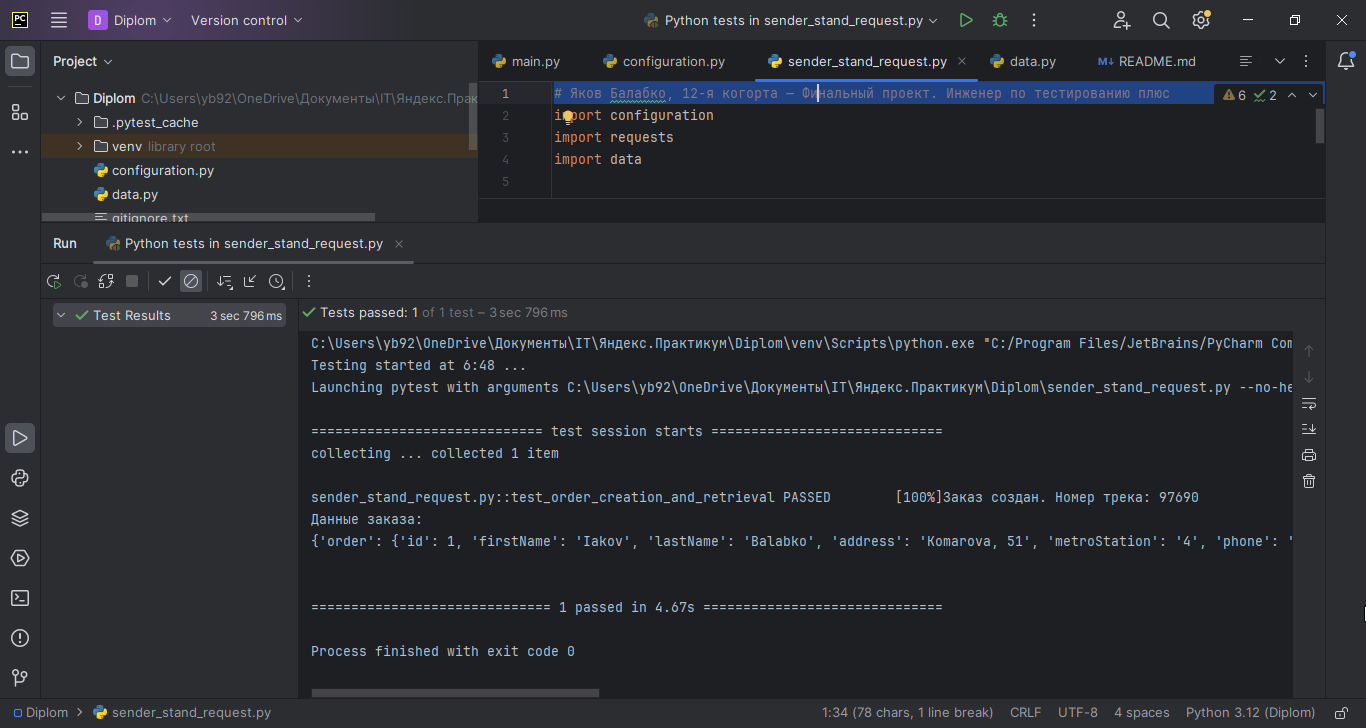 PC
D Diplom Version control Python tests in sender_stand_request.py
Project main.py configuration.py sender_stand_request.py data.py M↓ README.md
Diplom C:\Users\yb92\OneDrive\Документы\IT\Яндекс.Прак
.pytest_cache
venv library root
configuration.py
data.py
gitignore.txt
1 # Яков Балабко, 12-я когорта — Финальный проект. Инженер по тестированию плюс 6 2
2 import configuration
3 import requests
4 import data
5
Run Python tests in sender_stand_request.py
Test Results 3 sec 796 ms
Tests passed: 1 of 1 test – 3 sec 796 ms
C:\Users\yb92\OneDrive\Документы\IT\Яндекс.Практикум\Diplom\venv\Scripts\python.exe "C:/Program Files/JetBrains/PyCharm Com
Testing started at 6:48 ...
Launching pytest with arguments C:\Users\yb92\OneDrive\Документы\IT\Яндекс.Практикум\Diplom\sender_stand_request.py --no-he
============================= test session starts =============================
collecting ... collected 1 item
sender_stand_request.py::test_order_creation_and_retrieval PASSED [100%]Заказ создан. Номер трека: 97690
Данные заказа:
{'order': {'id': 1, 'firstName': 'Iakov', 'lastName': 'Balabko', 'address': 'Komarova, 51', 'metroStation': '4', 'phone': '
============================== 1 passed in 4.67s ==============================
Process finished with exit code 0
Diplom sender_stand_request.py 1:34 (78 chars, 1 line break) CRLF UTF-8 4 spaces Python 3.12 (Diplom)